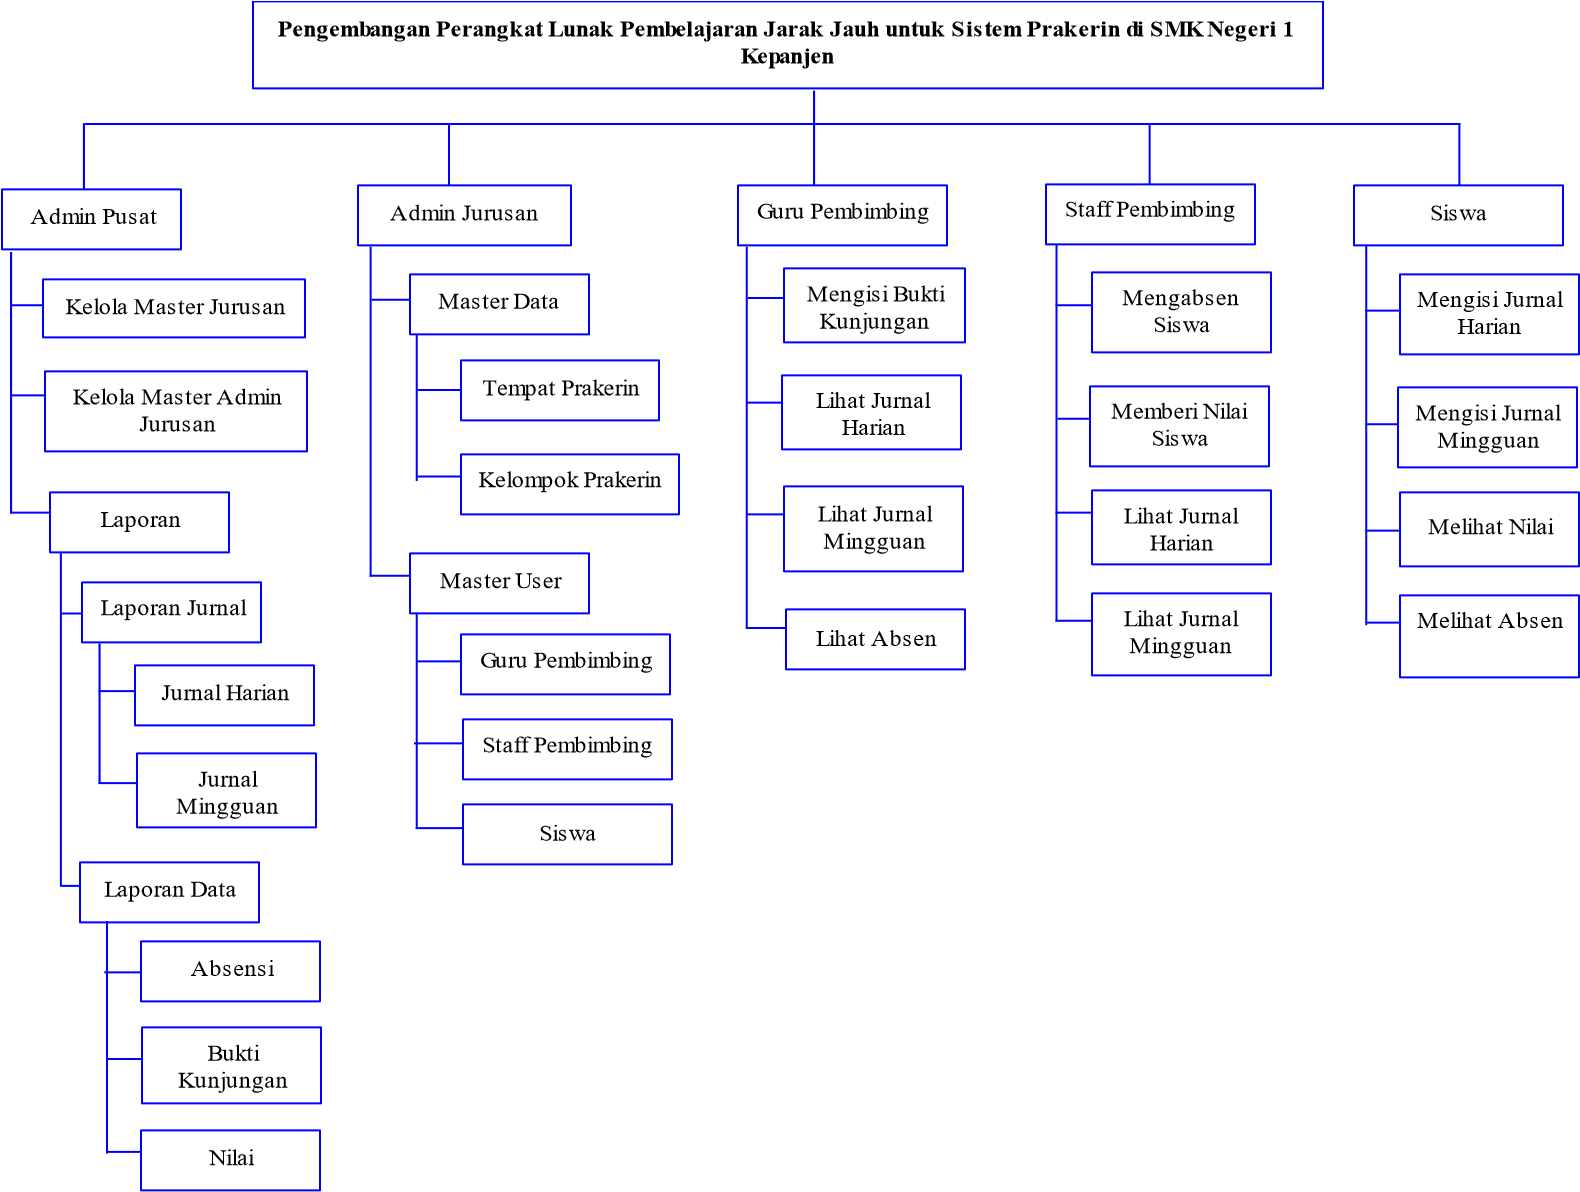 Pengembangan Perangkat Lunak Pembelajaran Jarak Jauh untuk Sistem Prakerin di SMK Negeri 1
Kepanjen
Admin Pusat
Kelola Master Jurusan
Kelola Master Admin
Jurusan
Laporan
Laporan Jurnal
Jurnal Harian
Jurnal
Mingguan
Laporan Data
Absensi
Bukti
Kunjungan
Nilai
Admin Jurusan
Master Data
Tempat Prakerin
Kelompok Prakerin
Master User
Guru Pembimbing
Staff Pembimbing
Siswa
Guru Pembimbing
Mengisi Bukti
Kunjungan
Lihat Jurnal
Harian
Lihat Jurnal
Mingguan
Lihat Absen
Staff Pembimbing
Mengabsen
Siswa
Memberi Nilai
Siswa
Lihat Jurnal
Harian
Lihat Jurnal
Mingguan
Siswa
Mengisi Jurnal
Harian
Mengisi Jurnal
Mingguan
Melihat Nilai
Melihat Absen